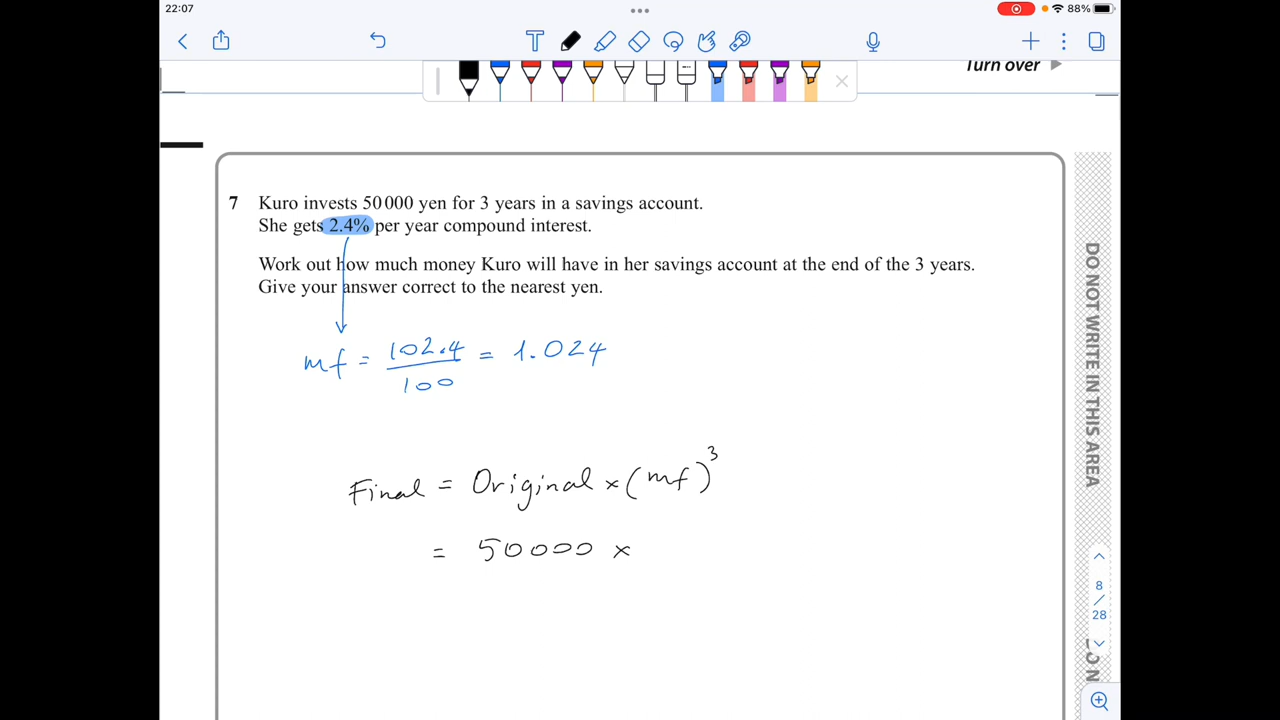 22:07
88%
Turn over
7 Kuro invests 50 000 yen for 3 years in a savings account.
She gets 2.4% per year compound interest.
Work out how much money Kuro will have in her savings account at the end of the 3 years.
Give your answer correct to the nearest yen.
mf = 102.4/100 = 1.024
Final = Original × (mf)³
= 50000 ×
DO NOT WRITE IN THIS AREA
8
/
28
DO N